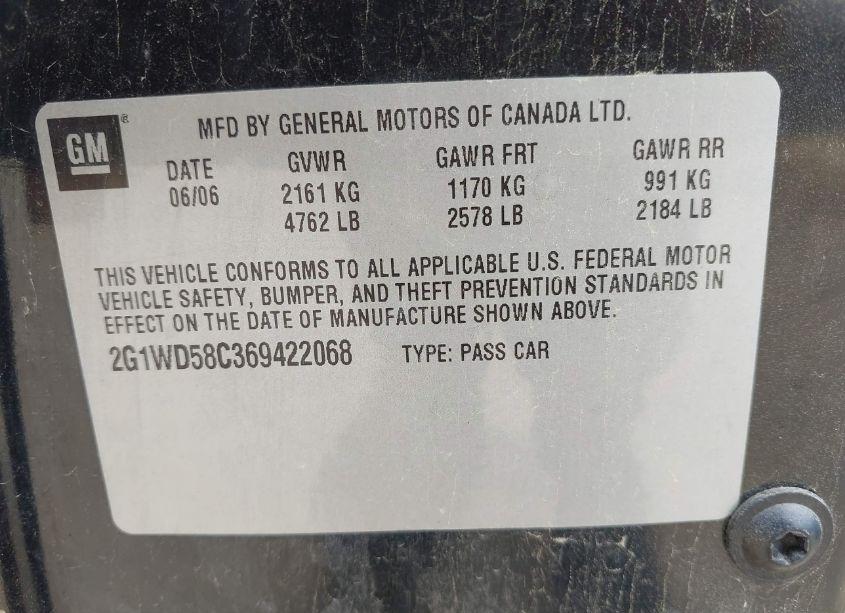 GM®
MFD BY GENERAL MOTORS OF CANADA LTD.
DATE GVWR GAWR FRT GAWR RR
06/06 2161 KG 1170 KG 991 KG
4762 LB 2578 LB 2184 LB
THIS VEHICLE CONFORMS TO ALL APPLICABLE U.S. FEDERAL MOTOR
VEHICLE SAFETY, BUMPER, AND THEFT PREVENTION STANDARDS IN
EFFECT ON THE DATE OF MANUFACTURE SHOWN ABOVE.
2G1WD58C369422068 TYPE: PASS CAR